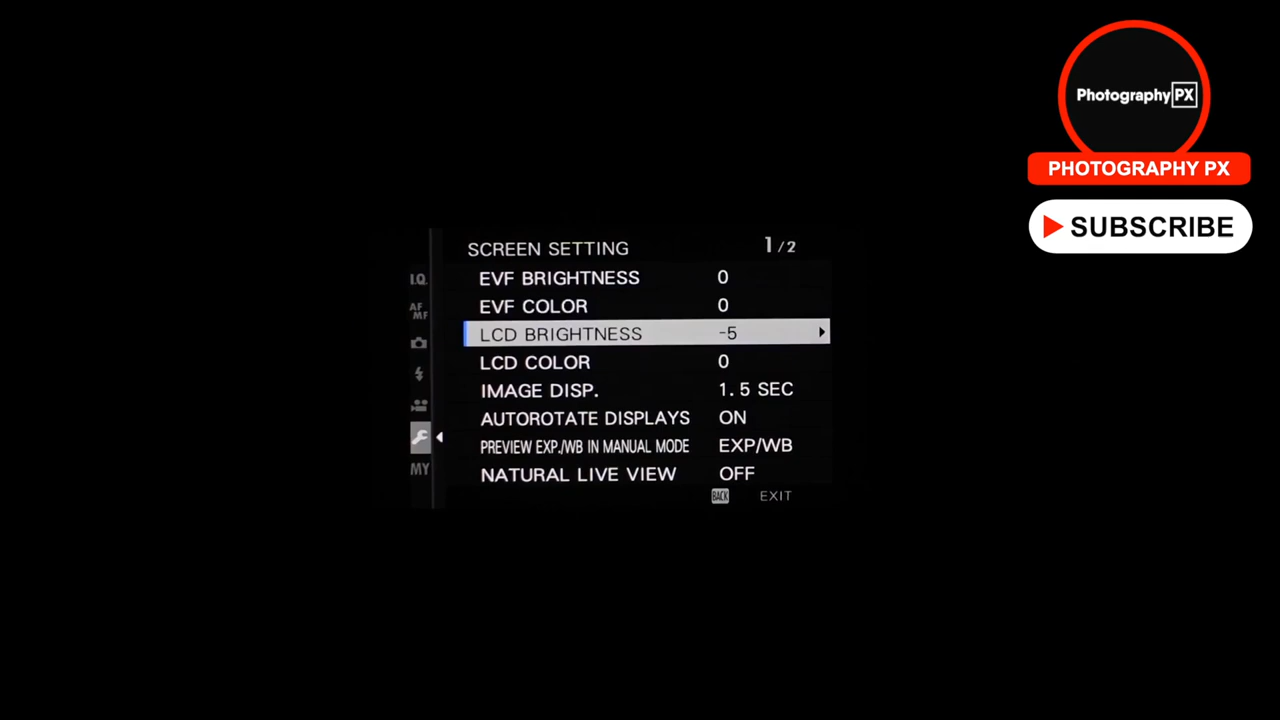 SCREEN SETTING 1/2
I.Q.
EVF BRIGHTNESS 0
AF
MF
EVF COLOR 0
LCD BRIGHTNESS -5
LCD COLOR 0
IMAGE DISP. 1.5 SEC
AUTOROTATE DISPLAYS ON
PREVIEW EXP./WB IN MANUAL MODE EXP/WB
MY
NATURAL LIVE VIEW OFF
BACK EXIT
PhotographyPX
PHOTOGRAPHY PX
SUBSCRIBE